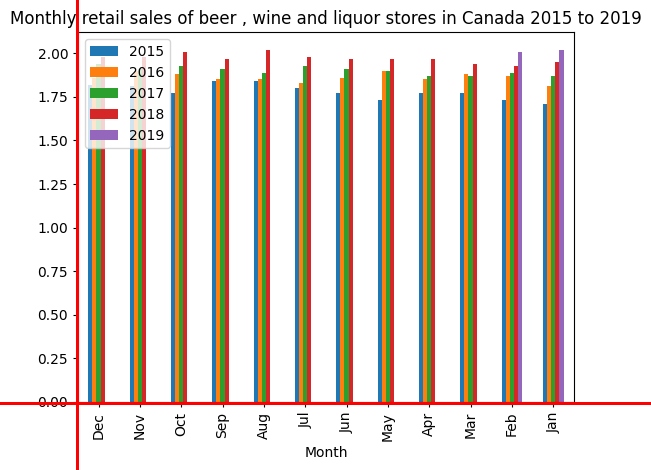 Monthly retail sales of beer , wine and liquor stores in Canada 2015 to 2019
2015
2016
2017
2018
2019
2.00
1.75
1.50
1.25
1.00
0.75
0.50
0.25
0.00
Dec
Nov
Oct
Sep
Aug
Jul
Jun
May
Apr
Mar
Feb
Jan
Month